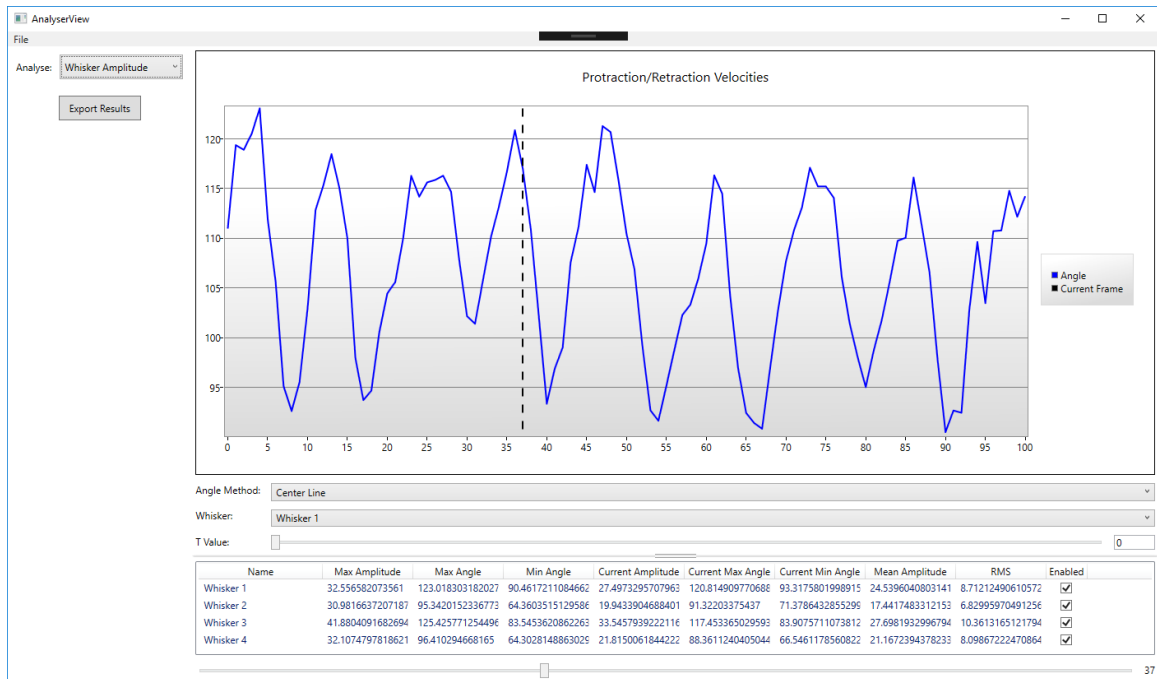 AnalyserView
File
Analyse: Whisker Amplitude
Export Results
Protraction/Retraction Velocities
120
115
110
105
100
95
0 5 10 15 20 25 30 35 40 45 50 55 60 65 70 75 80 85 90 95 100
Angle
Current Frame
Angle Method: Center Line
Whisker: Whisker 1
T Value: 0
Name Max Amplitude Max Angle Min Angle Current Amplitude Current Max Angle Current Min Angle Mean Amplitude RMS Enabled
Whisker 1 32.556582073561 123.018303182027 90.4617211084662 27.4973295707963 120.814909770688 93.3175801998915 24.5396040803141 8.71212490610572
Whisker 2 30.9816637207187 95.3420152336773 64.3603515129586 19.9433904688401 91.32203375437 71.3786432855299 17.4417483312153 6.82995970491256
Whisker 3 41.8804091682694 125.425771254496 83.5453620862263 33.5457939222116 117.453365029593 83.9075711073812 27.6981932996794 10.3613165121794
Whisker 4 32.1074797818621 96.410294668165 64.3028148863029 21.8150061844222 88.3611240405044 66.5461178560822 21.1672394378233 8.09867222470864
37